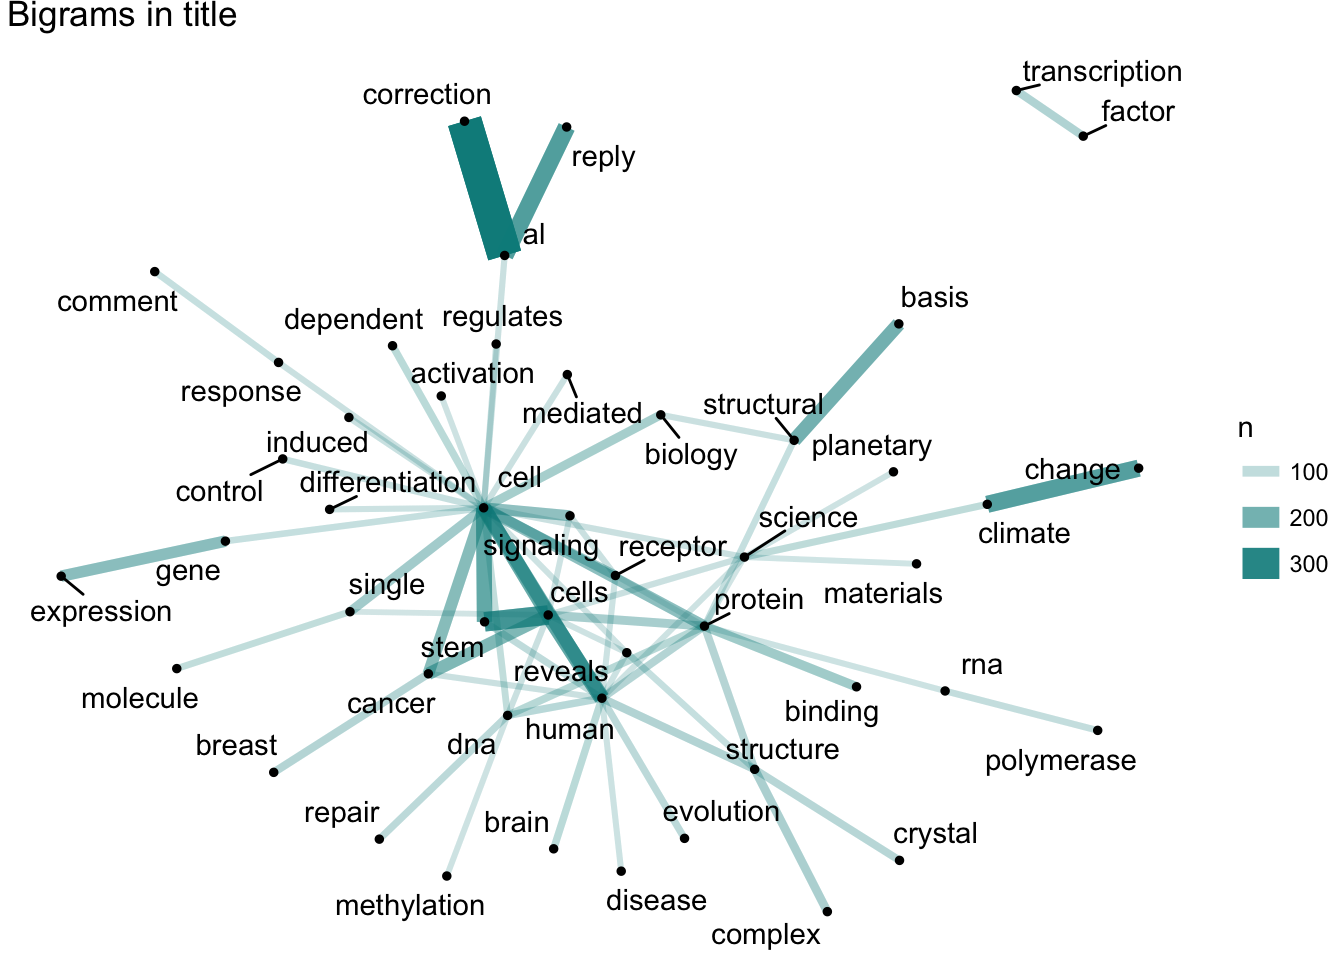 Bigrams in title
transcription
correction
factor
reply
al
basis
comment
dependent
regulates
activation
response
mediated
structural
induced
biology
planetary
n
change
100
control
differentiation
cell
200
science
climate
signaling
receptor
300
gene
single
cells
protein
materials
expression
stem
reveals
rna
molecule
cancer
binding
breast
dna
human
structure
polymerase
repair
brain
evolution
crystal
methylation
disease
complex